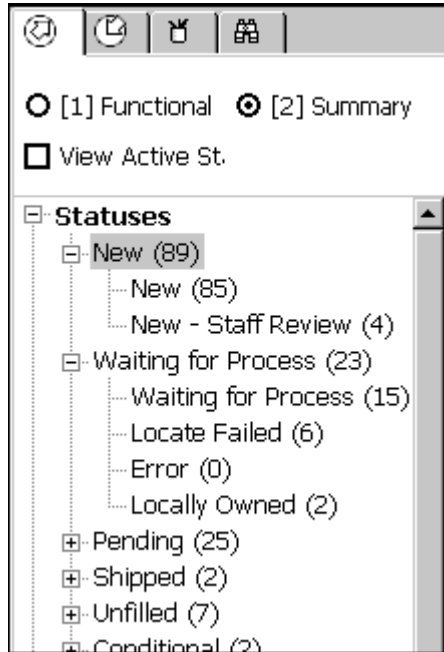 [1] Functional [2] Summary
View Active St.
Statuses
New (89)
New (85)
New - Staff Review (4)
Waiting for Process (23)
Waiting for Process (15)
Locate Failed (6)
Error (0)
Locally Owned (2)
Pending (25)
Shipped (2)
Unfilled (7)
Conditional (2)